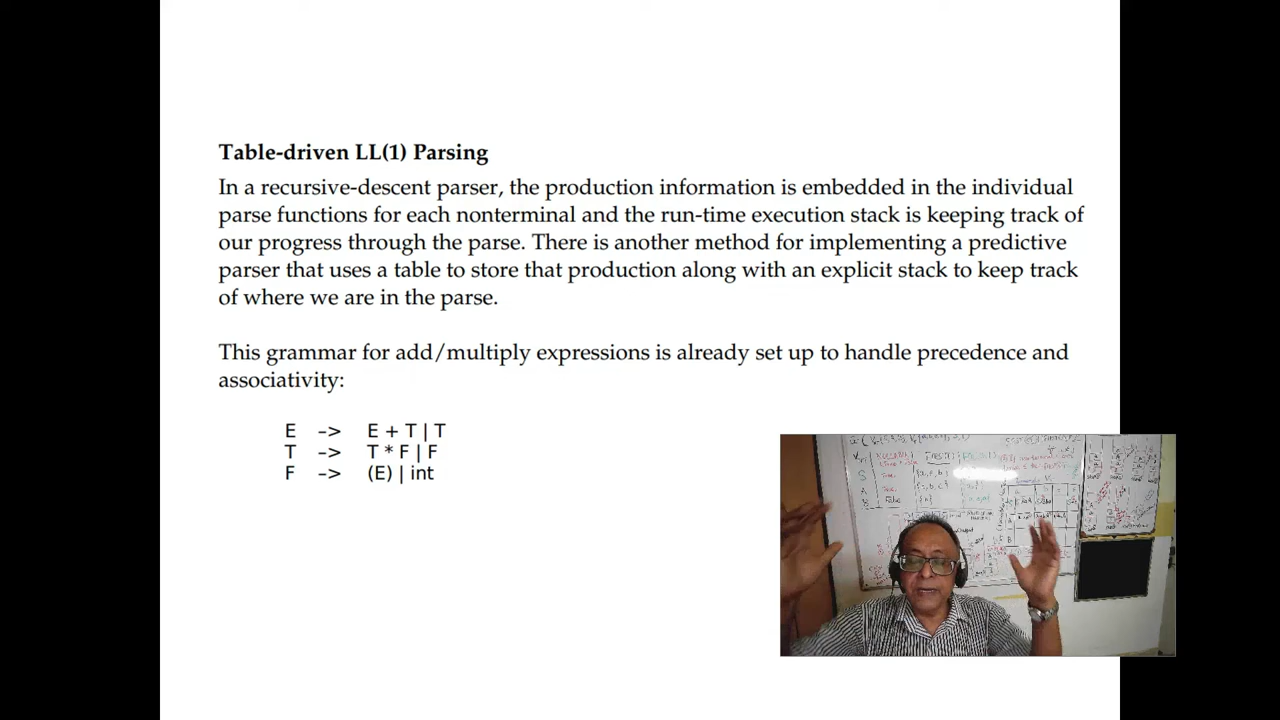 Table-driven LL(1) Parsing
In a recursive-descent parser, the production information is embedded in the individual
parse functions for each nonterminal and the run-time execution stack is keeping track of
our progress through the parse. There is another method for implementing a predictive
parser that uses a table to store that production along with an explicit stack to keep track
of where we are in the parse.
This grammar for add/multiply expressions is already set up to handle precedence and
associativity:
E –> E + T | T
T –> T * F | F
F –> (E) | int